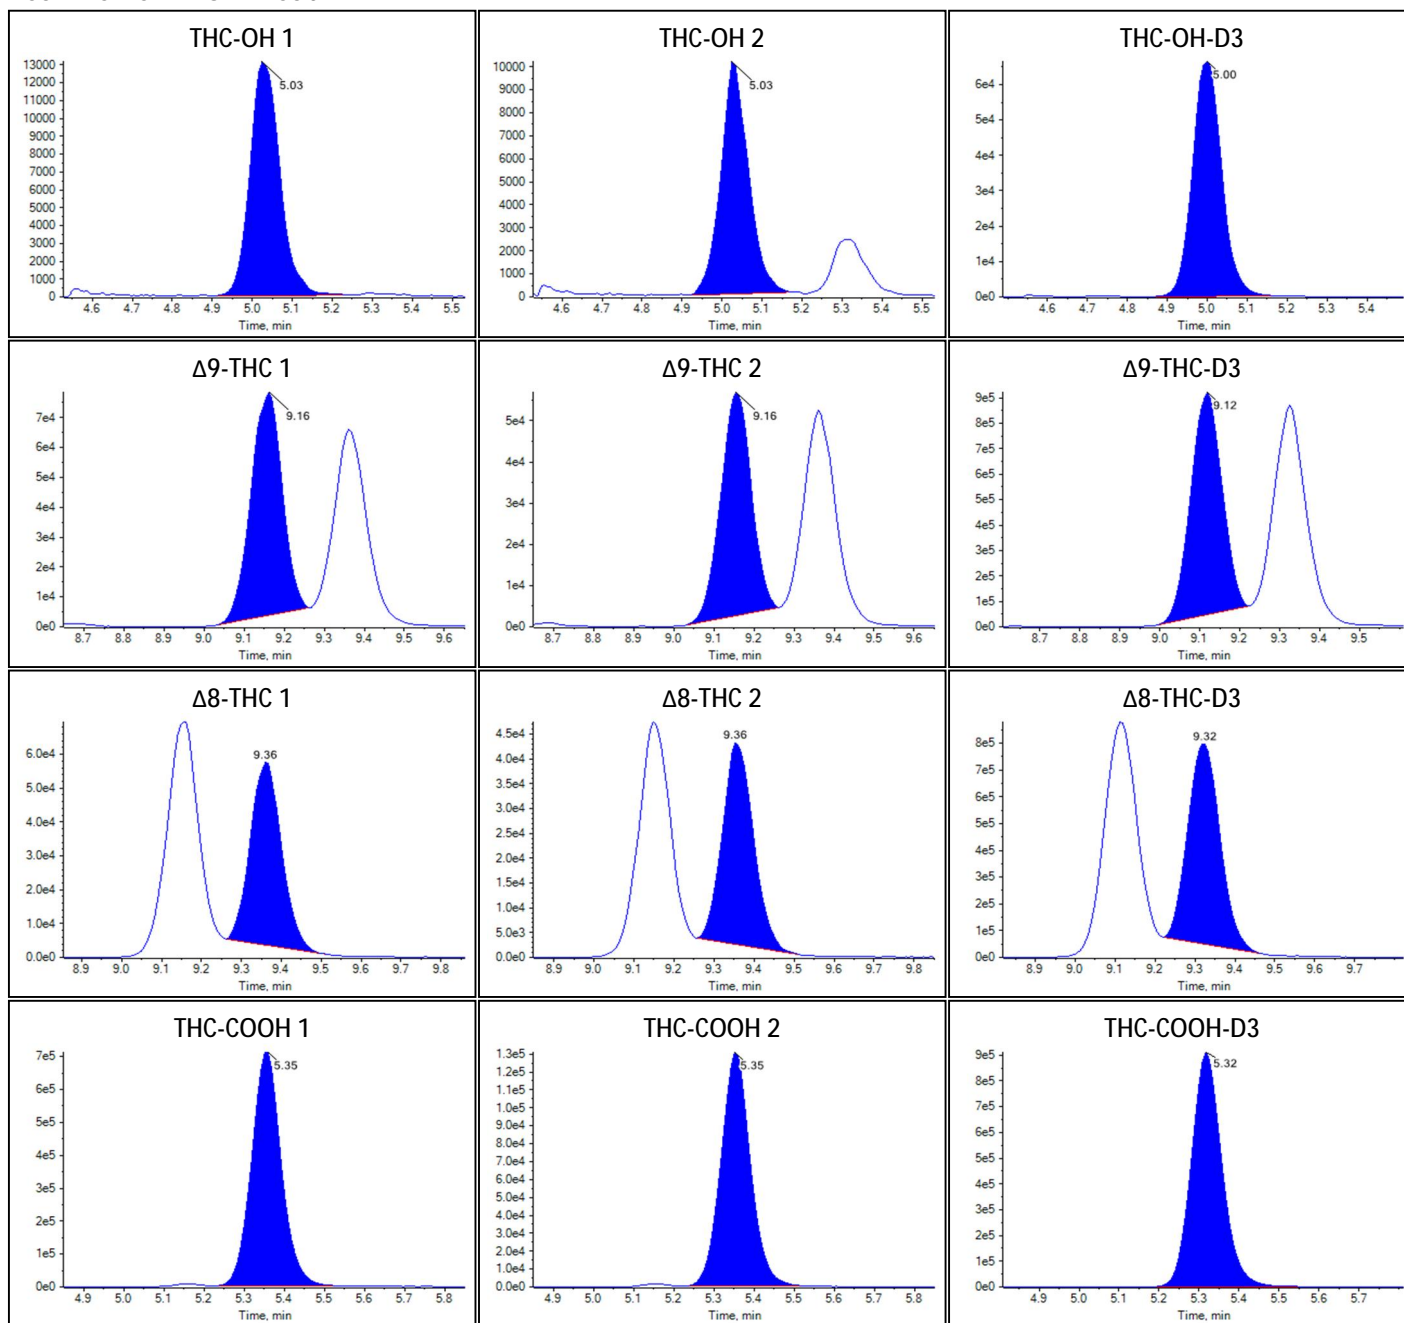 THC-OH 1
13000
12000
11000
10000
9000
8000
7000
6000
5000
4000
3000
2000
1000
0
5.03
4.6 4.7 4.8 4.9 5.0 5.1 5.2 5.3 5.4 5.5
Time, min
THC-OH 2
10000
9000
8000
7000
6000
5000
4000
3000
2000
1000
0
5.03
4.6 4.7 4.8 4.9 5.0 5.1 5.2 5.3 5.4 5.5
Time, min
THC-OH-D3
6e4
5e4
4e4
3e4
2e4
1e4
0e0
5.00
4.6 4.7 4.8 4.9 5.0 5.1 5.2 5.3 5.4
Time, min
Δ9-THC 1
7e4
6e4
5e4
4e4
3e4
2e4
1e4
0e0
9.16
8.7 8.8 8.9 9.0 9.1 9.2 9.3 9.4 9.5 9.6
Time, min
Δ9-THC 2
5e4
4e4
3e4
2e4
1e4
0e0
9.16
8.7 8.8 8.9 9.0 9.1 9.2 9.3 9.4 9.5 9.6
Time, min
Δ9-THC-D3
9e5
8e5
7e5
6e5
5e5
4e5
3e5
2e5
1e5
0e0
9.12
8.7 8.8 8.9 9.0 9.1 9.2 9.3 9.4 9.5
Time, min
Δ8-THC 1
6.0e4
5.0e4
4.0e4
3.0e4
2.0e4
1.0e4
0.0e0
9.36
8.9 9.0 9.1 9.2 9.3 9.4 9.5 9.6 9.7 9.8
Time, min
Δ8-THC 2
4.5e4
4.0e4
3.5e4
3.0e4
2.5e4
2.0e4
1.5e4
1.0e4
5.0e3
0.0e0
9.36
8.9 9.0 9.1 9.2 9.3 9.4 9.5 9.6 9.7 9.8
Time, min
Δ8-THC-D3
8e5
7e5
6e5
5e5
4e5
3e5
2e5
1e5
0e0
9.32
8.9 9.0 9.1 9.2 9.3 9.4 9.5 9.6 9.7
Time, min
THC-COOH 1
7e5
6e5
5e5
4e5
3e5
2e5
1e5
0e0
5.35
4.9 5.0 5.1 5.2 5.3 5.4 5.5 5.6 5.7 5.8
Time, min
THC-COOH 2
1.3e5
1.2e5
1.1e5
1.0e5
9.0e4
8.0e4
7.0e4
6.0e4
5.0e4
4.0e4
3.0e4
2.0e4
1.0e4
0.0e0
5.35
4.9 5.0 5.1 5.2 5.3 5.4 5.5 5.6 5.7 5.8
Time, min
THC-COOH-D3
9e5
8e5
7e5
6e5
5e5
4e5
3e5
2e5
1e5
0e0
5.32
4.9 5.0 5.1 5.2 5.3 5.4 5.5 5.6 5.7
Time, min